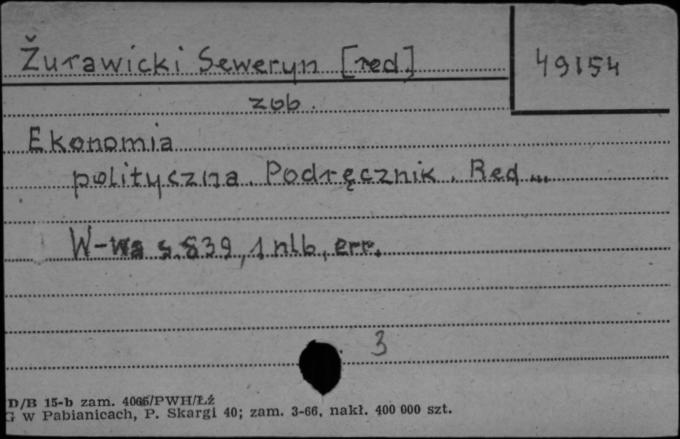 Żurawicki Seweryn [red.]
49154
zob.
Ekonomia
polityczna. Podręcznik. Red...
W-wa s. 839, 1 nlb, err.
3
D/B 15-b zam. 4066/PWH/Łź
G w Pabianicach, P. Skargi 40; zam. 3-66, nakł. 400 000 szt.